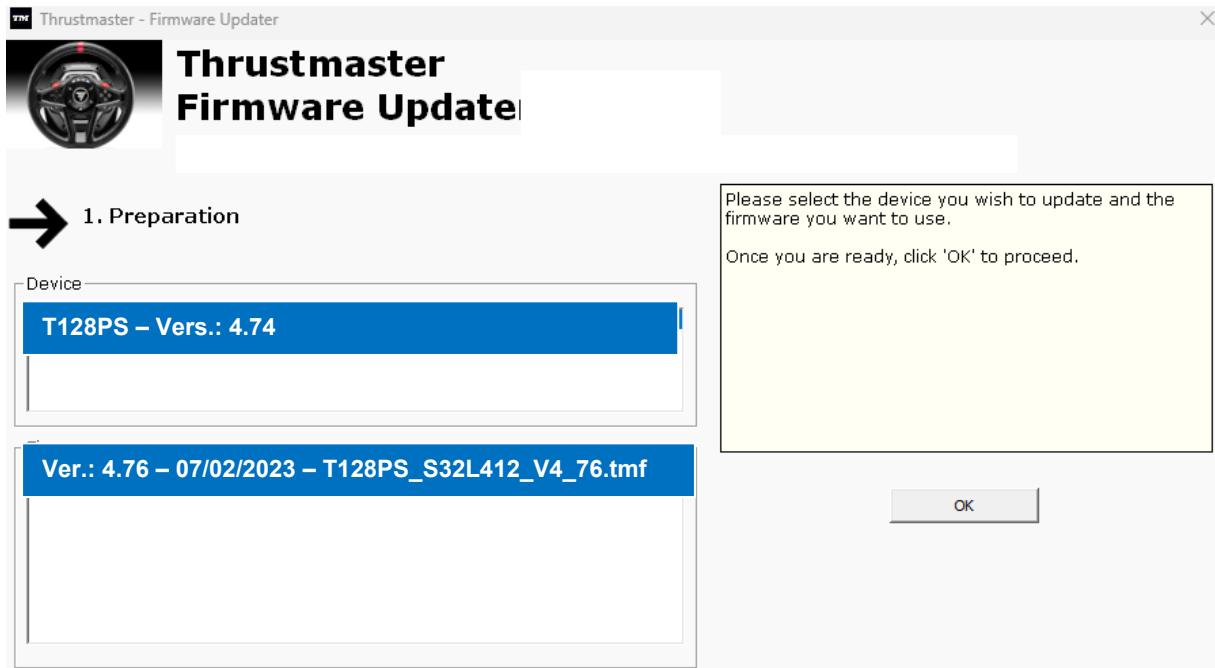 Thrustmaster - Firmware Updater
Thrustmaster
Firmware Updater
1. Preparation
Please select the device you wish to update and the
firmware you want to use.
Once you are ready, click 'OK' to proceed.
Device
T128PS – Vers.: 4.74
Ver.: 4.76 – 07/02/2023 – T128PS_S32L412_V4_76.tmf
OK